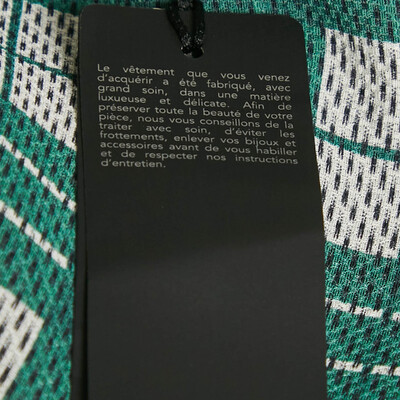 Le vêtement que vous venez
d'acquérir a été fabriqué, avec
grand soin, dans une matière
luxueuse et délicate. Afin de
préserver toute la beauté de votre
pièce, nous vous conseillons de la
traiter avec soin, d'éviter les
frottements, enlever vos bijoux et
accessoires avant de vous habiller
et de respecter nos instructions
d'entretien.